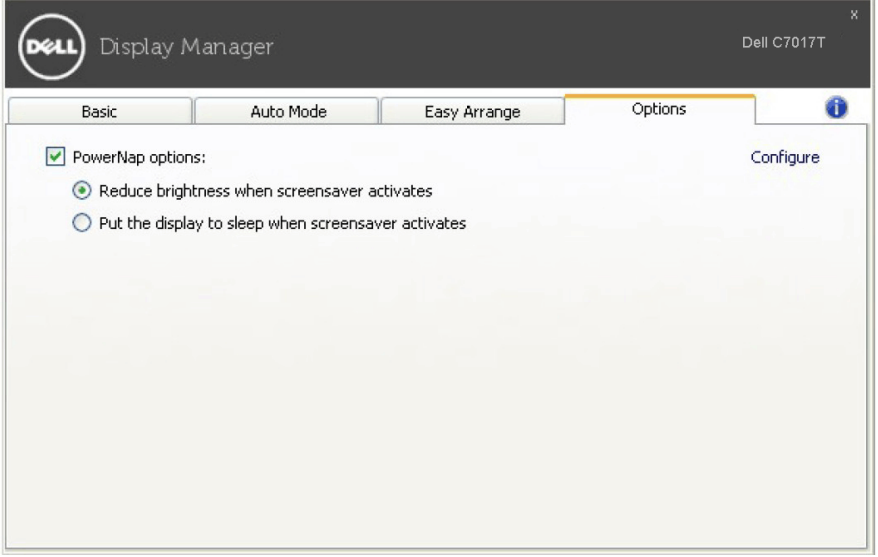 DELL Display Manager
x
Dell C7017T
Basic Auto Mode Easy Arrange Options
PowerNap options: Configure
Reduce brightness when screensaver activates
Put the display to sleep when screensaver activates